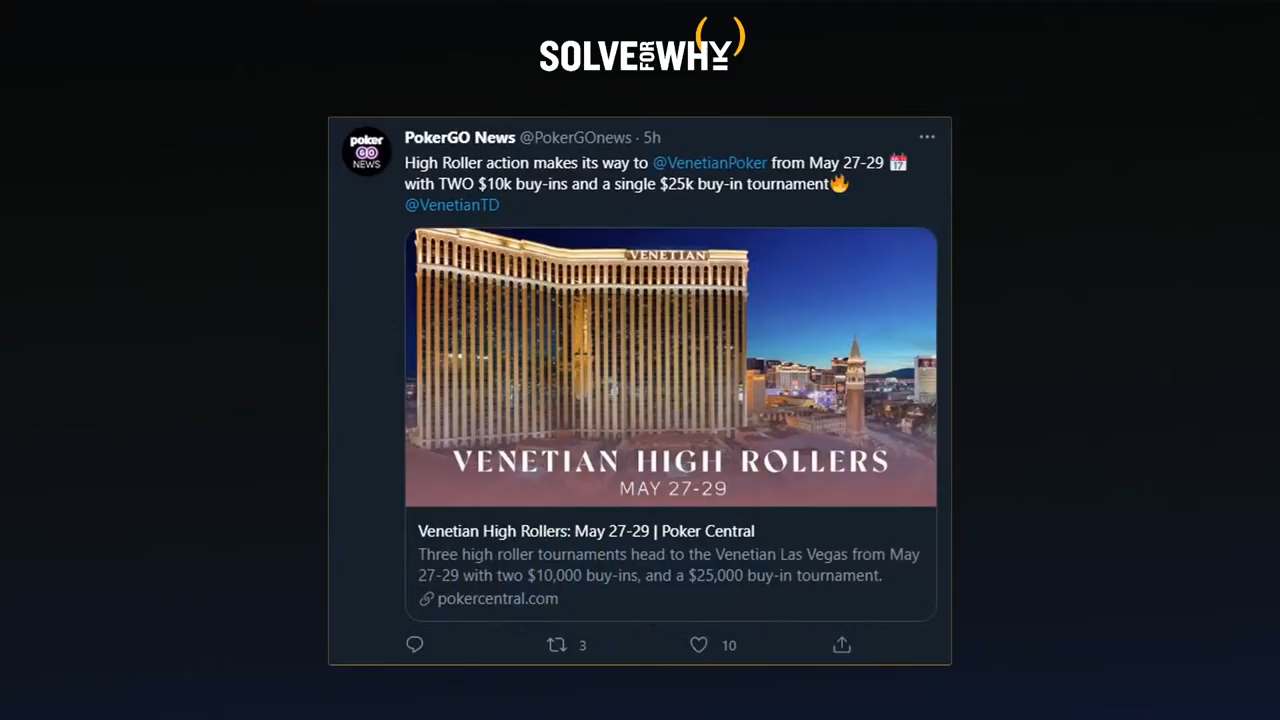 SOLVE FOR WHY
PokerGO News @PokerGOnews · 5h
poker GO NEWS
High Roller action makes its way to @VenetianPoker from May 27-29 📅
with TWO $10k buy-ins and a single $25k buy-in tournament🔥
@VenetianTD
VENETIAN
VENETIAN HIGH ROLLERS
MAY 27-29
Venetian High Rollers: May 27-29 | Poker Central
Three high roller tournaments head to the Venetian Las Vegas from May
27-29 with two $10,000 buy-ins, and a $25,000 buy-in tournament.
pokercentral.com
3 10